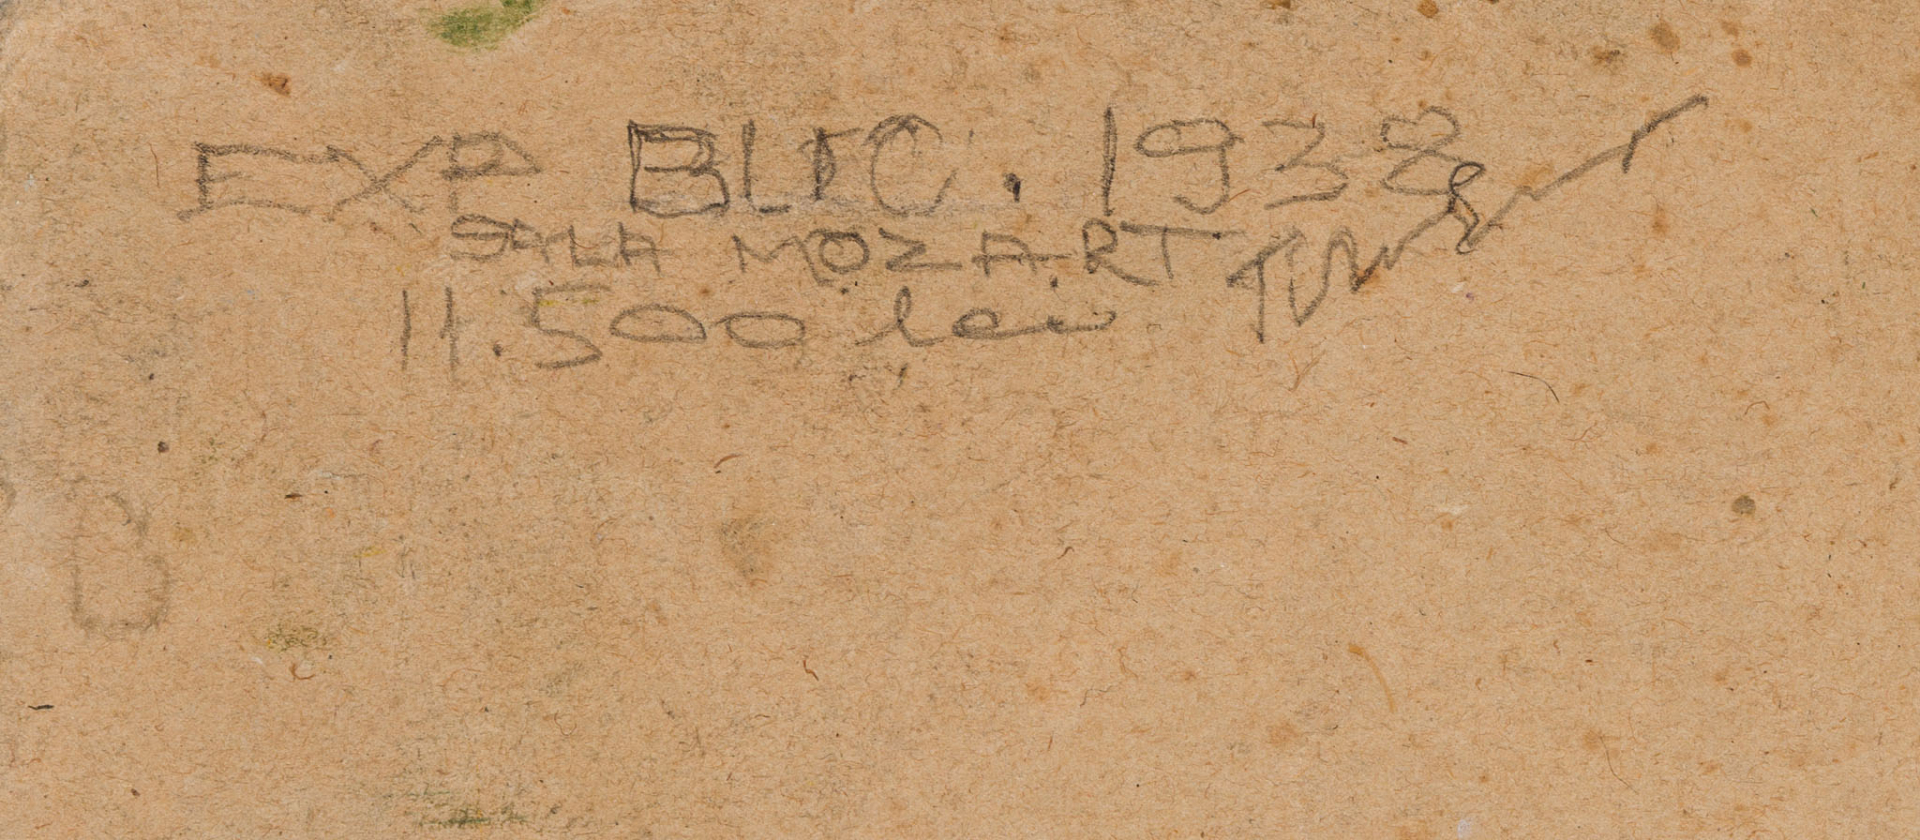 EXP BUC. 1938
SALA MOZART
11.500 lei
B